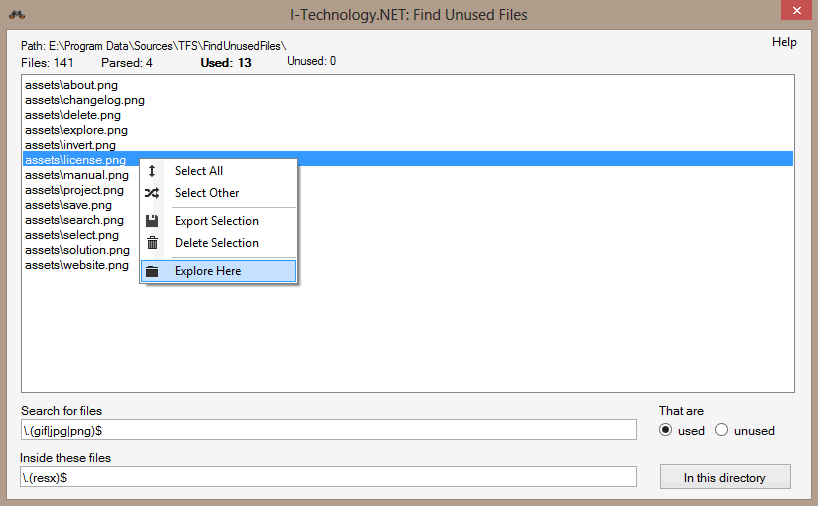 I-Technology.NET: Find Unused Files
Path: E:\Program Data\Sources\TFS\FindUnusedFiles\
Help
Files: 141 Parsed: 4 Used: 13 Unused: 0
assets\about.png
assets\changelog.png
assets\delete.png
assets\explore.png
assets\invert.png
assets\license.png
assets\manual.png
assets\project.png
assets\save.png
assets\search.png
assets\select.png
assets\solution.png
assets\website.png
Select All
Select Other
Export Selection
Delete Selection
Explore Here
Search for files
That are
\.(gif|jpg|png)$
used unused
Inside these files
\.(resx)$
In this directory